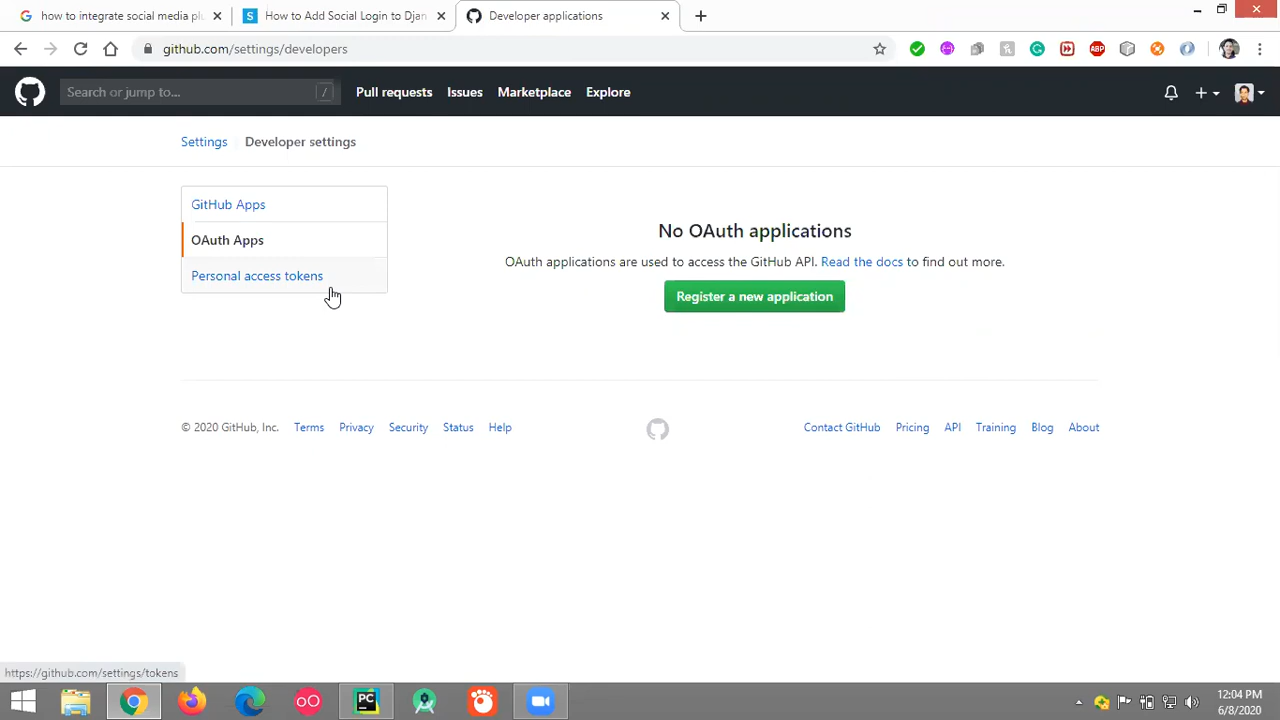 how to integrate social media plu
How to Add Social Login to Djan
Developer applications
github.com/settings/developers
ABP
Search or jump to...
/
Pull requests
Issues
Marketplace
Explore
Settings
Developer settings
GitHub Apps
OAuth Apps
Personal access tokens
No OAuth applications
OAuth applications are used to access the GitHub API. Read the docs to find out more.
Register a new application
© 2020 GitHub, Inc.
Terms
Privacy
Security
Status
Help
Contact GitHub
Pricing
API
Training
Blog
About
https://github.com/settings/tokens
PC
12:04 PM
6/8/2020